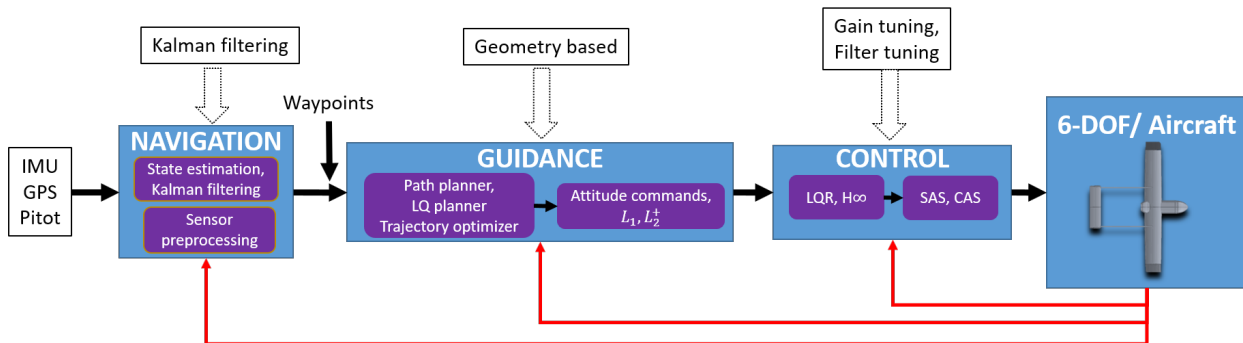 Kalman filtering
Geometry based
Gain tuning,
Filter tuning
Waypoints
IMU
GPS
Pitot
NAVIGATION
State estimation,
Kalman filtering
Sensor
preprocessing
GUIDANCE
Path planner,
LQ planner
Trajectory optimizer
Attitude commands,
L₁, L₂⁺
CONTROL
LQR, H∞
SAS, CAS
6-DOF/ Aircraft